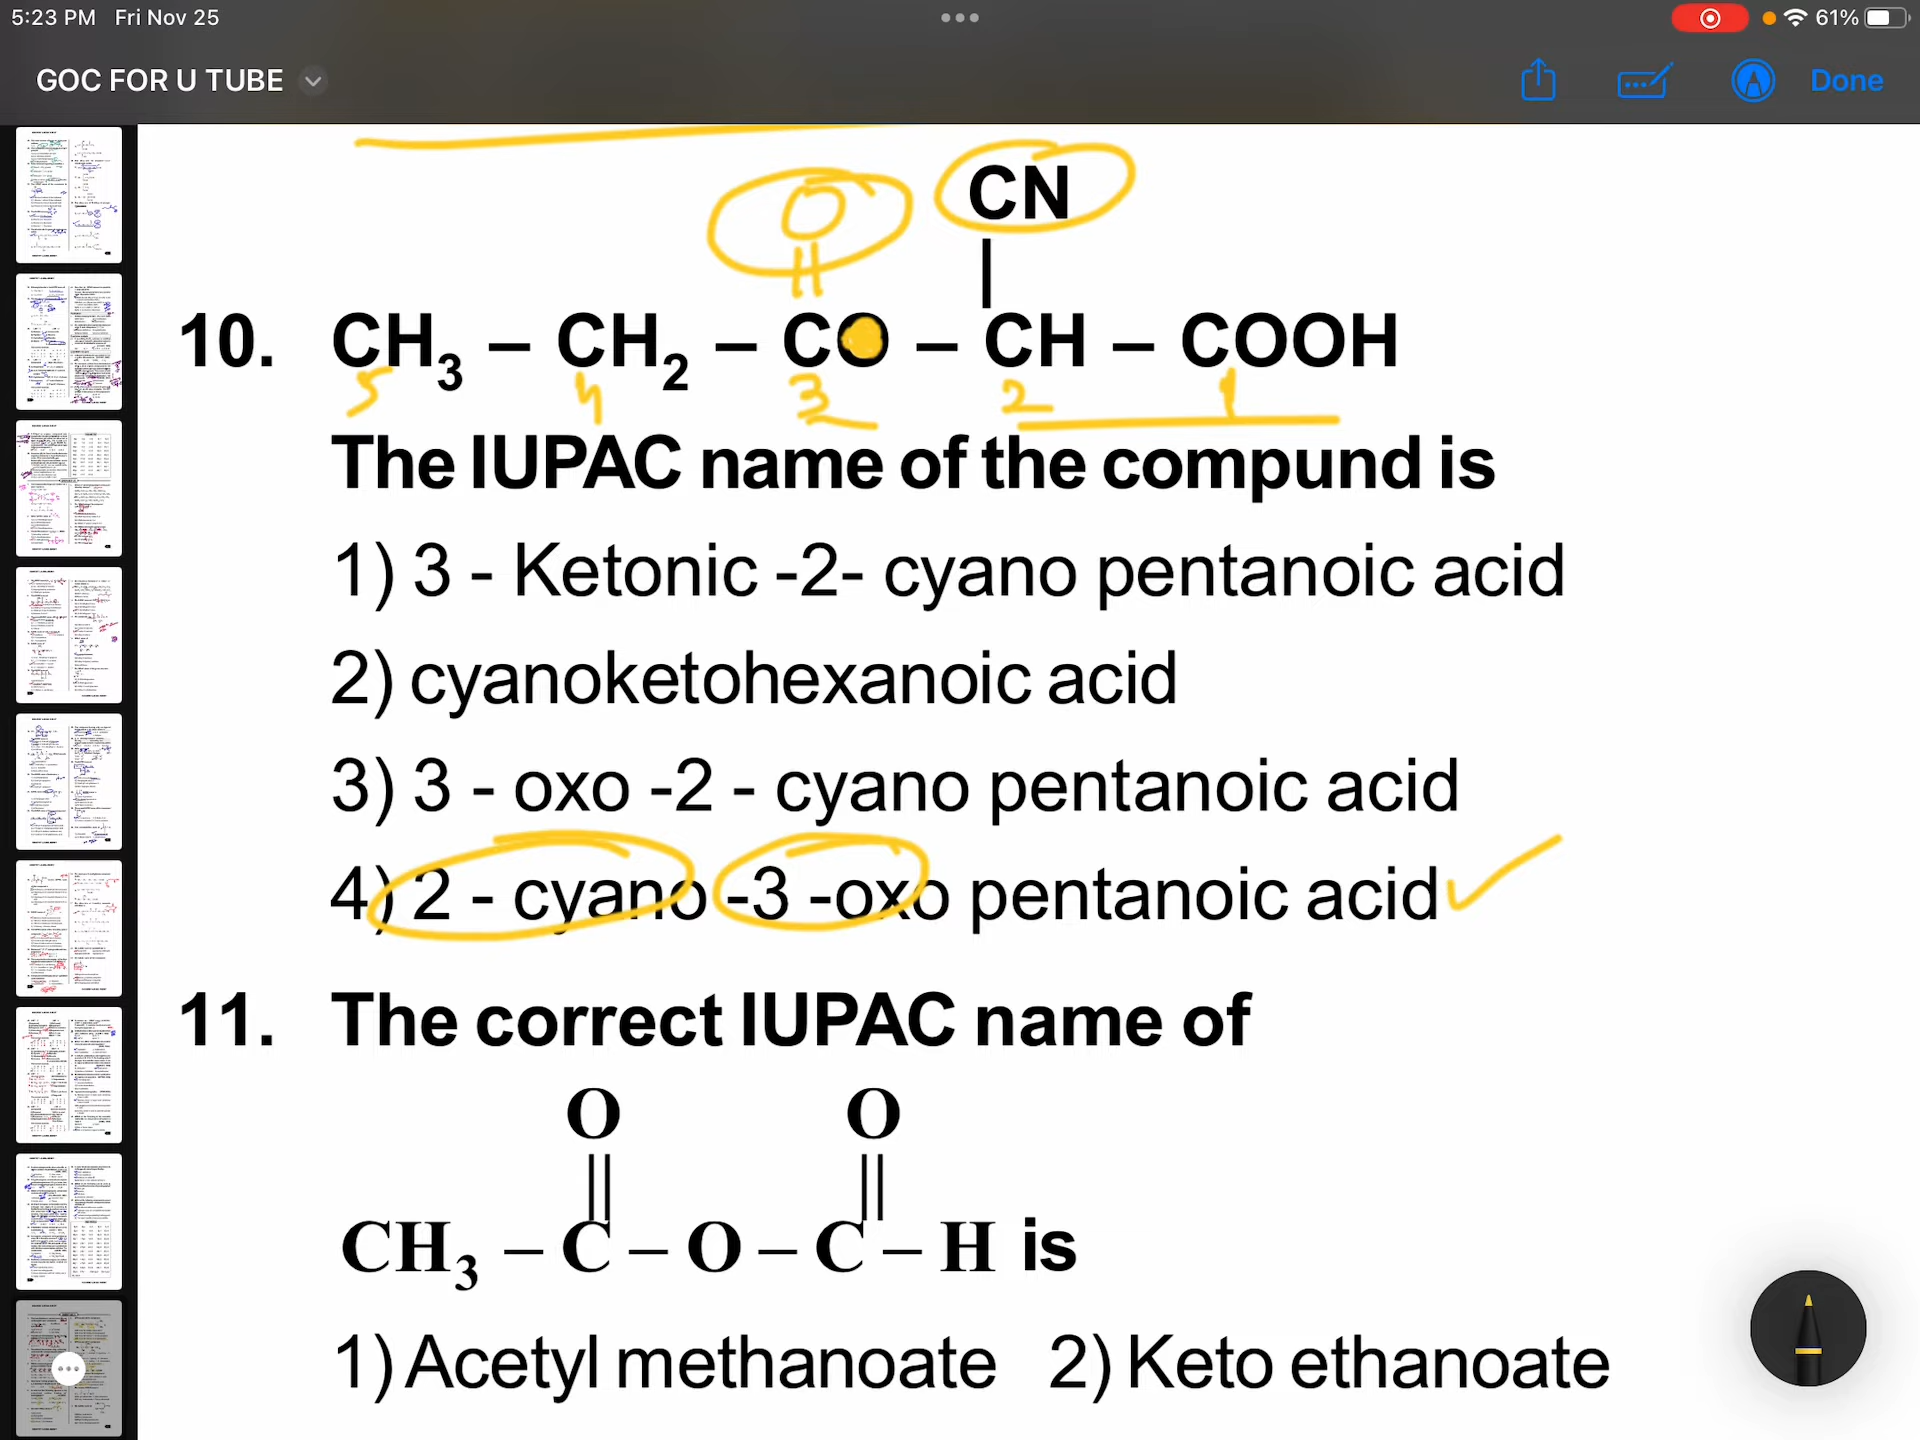 5:23 PM Fri Nov 25
61%
GOC FOR U TUBE
Done
O
CN
10. CH3 – CH2 – CO – CH – COOH
5 4 3 2 1
The IUPAC name of the compund is
1) 3 - Ketonic -2- cyano pentanoic acid
2) cyanoketohexanoic acid
3) 3 - oxo -2 - cyano pentanoic acid
4) 2 - cyano -3 -oxo pentanoic acid
11. The correct IUPAC name of
O O
CH3 – C – O – C – H is
1) Acetyl methanoate 2) Keto ethanoate